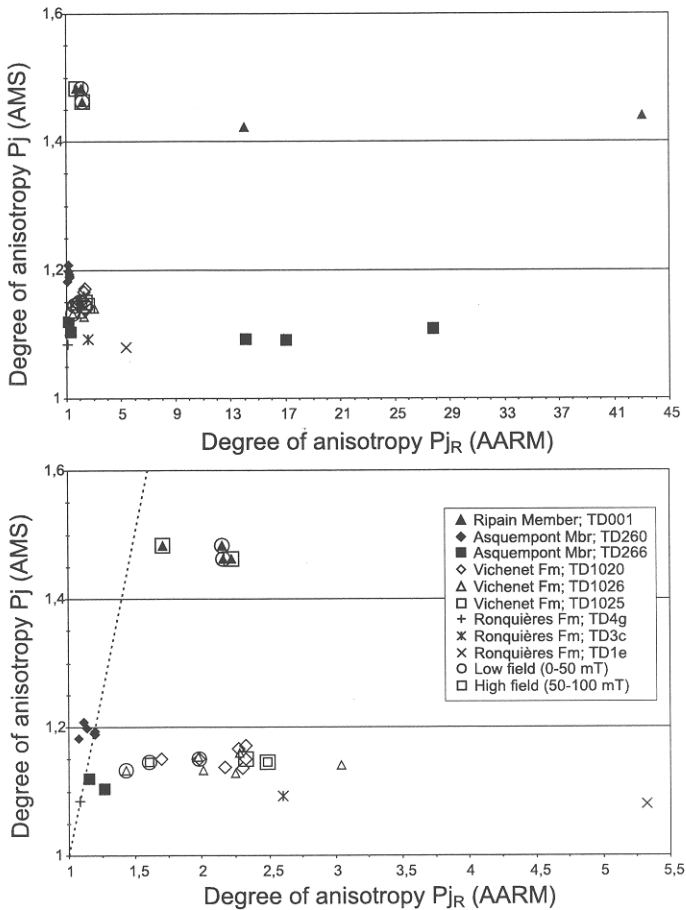 1,6
1,4
1,2
1
Degree of anisotropy Pj (AMS)
1 5 9 14 17 21 25 29 33 37 41 45
Degree of anisotropy PjR (AARM)
1,6
1,4
1,2
1
Degree of anisotropy Pj (AMS)
Ripain Member; TD001
Asquempont Mbr; TD260
Asquempont Mbr; TD266
Vichenet Fm; TD1020
Vichenet Fm; TD1026
Vichenet Fm; TD1025
Ronquières Fm; TD4g
Ronquières Fm; TD3c
Ronquières Fm; TD1e
Low field (0-50 mT)
High field (50-100 mT)
1 1,5 2 2,5 3 3,5 4 4,5 5 5,5
Degree of anisotropy PjR (AARM)